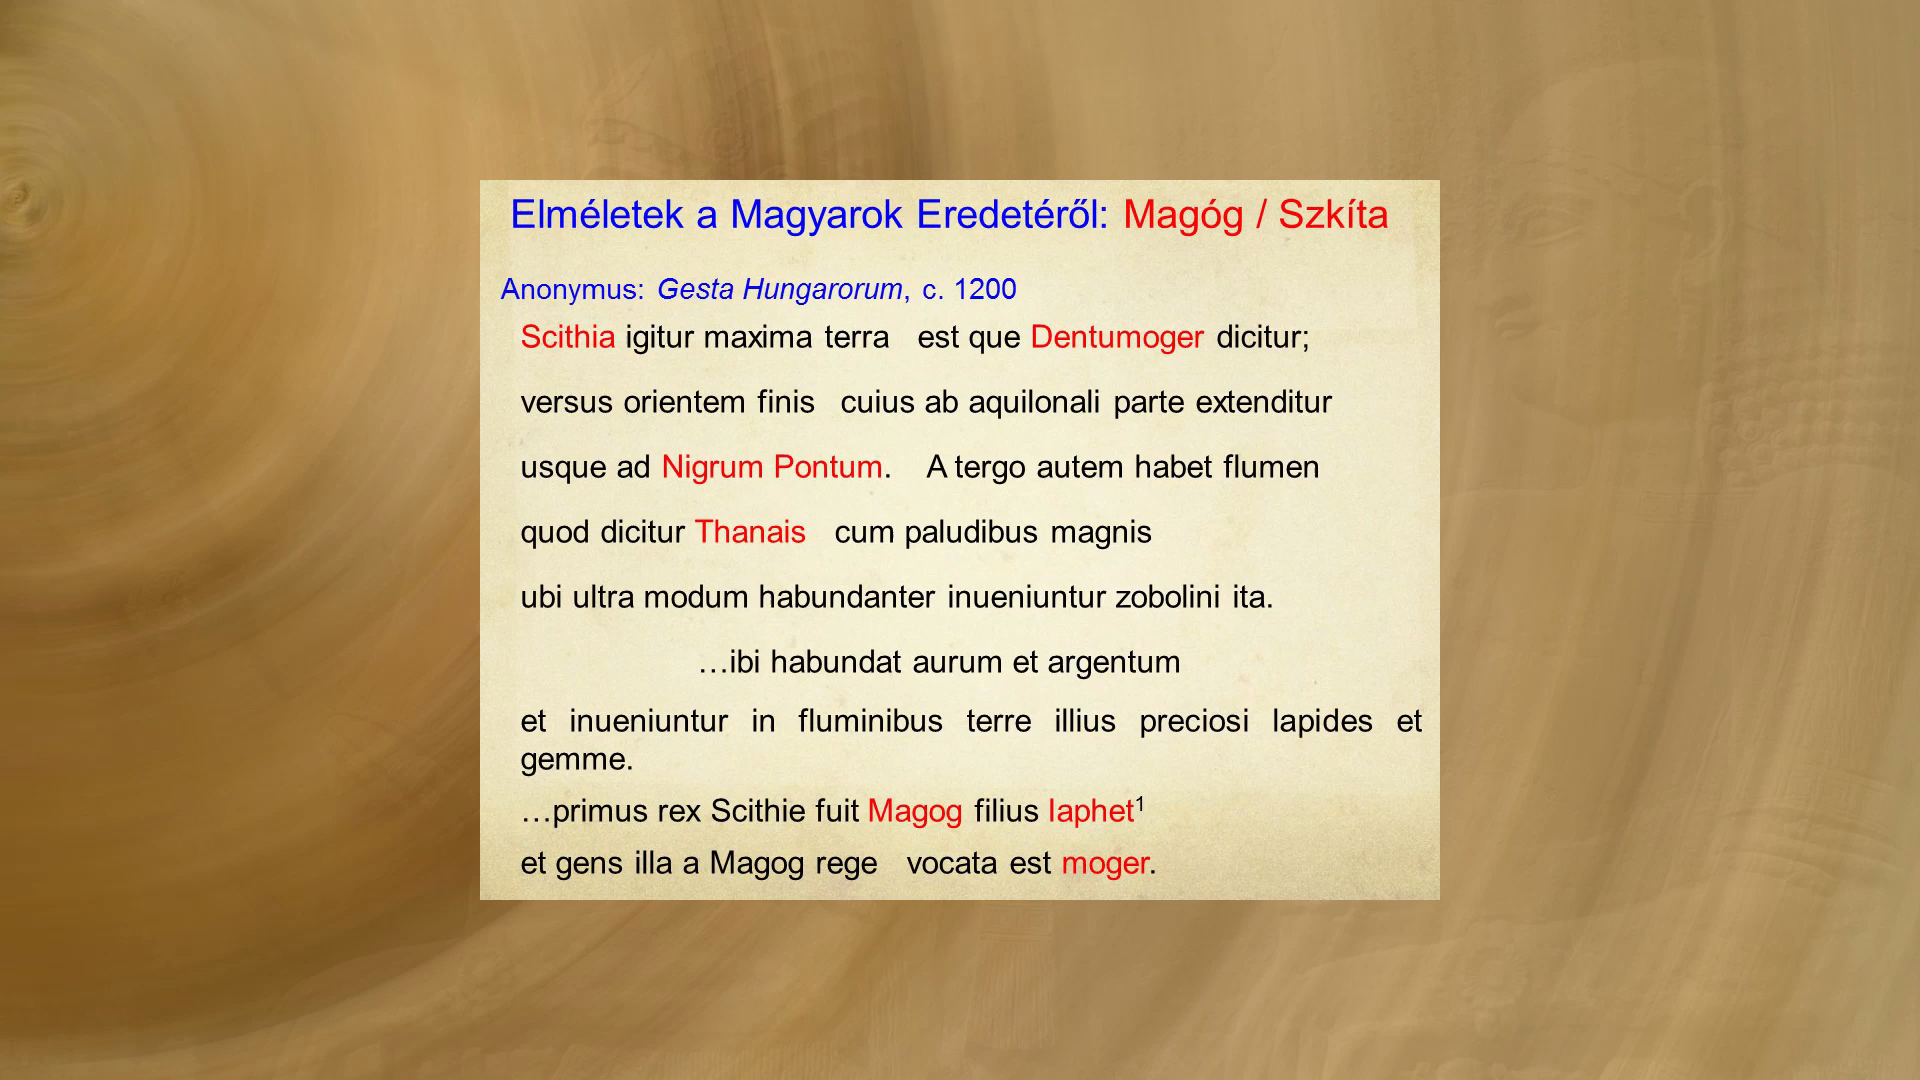 Elméletek a Magyarok Eredetéről: Magóg / Szkíta
Anonymus: Gesta Hungarorum, c. 1200
Scithia igitur maxima terra est que Dentumoger dicitur;
versus orientem finis cuius ab aquilonali parte extenditur
usque ad Nigrum Pontum. A tergo autem habet flumen
quod dicitur Thanais cum paludibus magnis
ubi ultra modum habundanter inueniuntur zobolini ita.
…ibi habundat aurum et argentum
et inueniuntur in fluminibus terre illius preciosi lapides et
gemme.
…primus rex Scithie fuit Magog filius Iaphet¹
et gens illa a Magog rege vocata est moger.